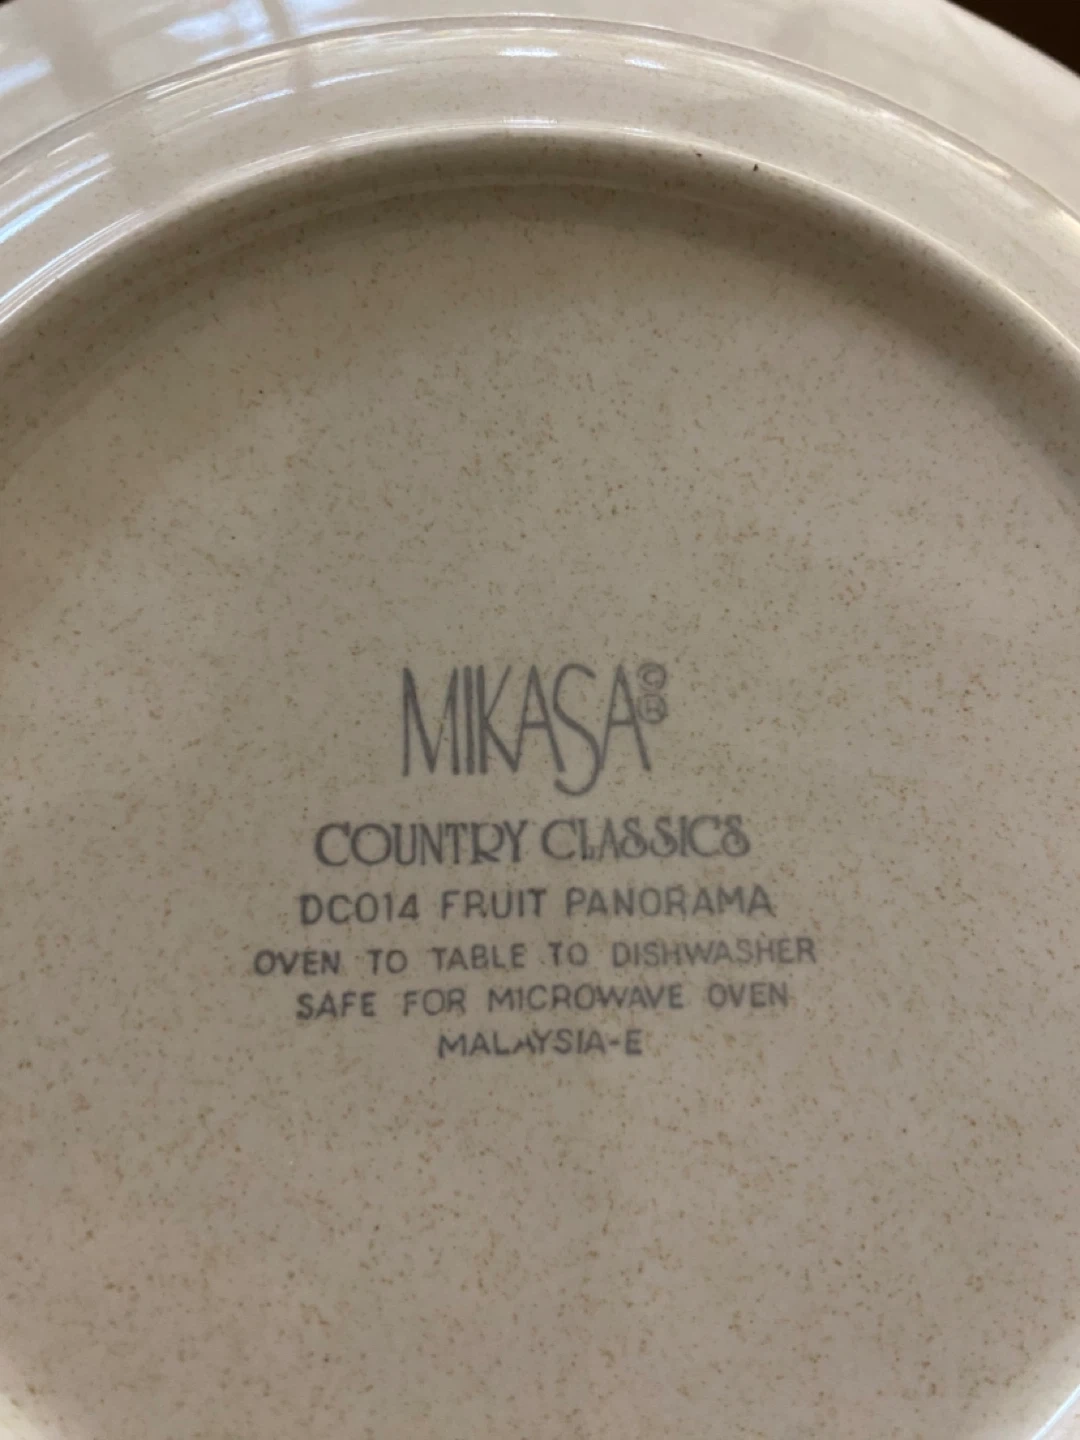 MIKASA©®
COUNTRY CLASSICS
DC014 FRUIT PANORAMA
OVEN TO TABLE TO DISHWASHER
SAFE FOR MICROWAVE OVEN
MALAYSIA-E